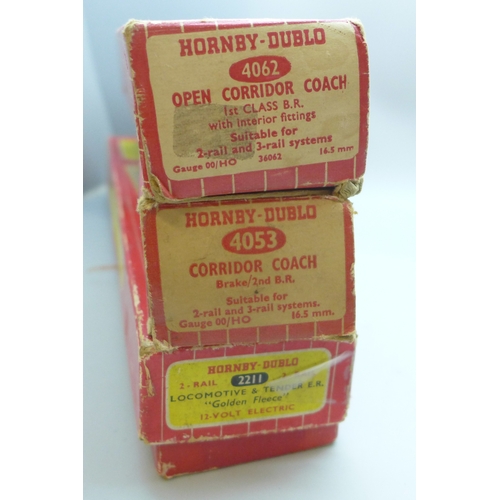 HORNBY-DUBLO
4062
OPEN CORRIDOR COACH
1st CLASS B.R.
with interior fittings
Suitable for
2-rail and 3-rail systems
Gauge 00/HO 36062 16.5 mm
HORNBY-DUBLO
4053
CORRIDOR COACH
Brake/2nd B.R.
Suitable for
2-rail and 3-rail systems.
Gauge 00/HO 16.5 mm.
HORNBY-DUBLO
2-RAIL 2211
LOCOMOTIVE & TENDER E.R.
"Golden Fleece"
12-VOLT ELECTRIC